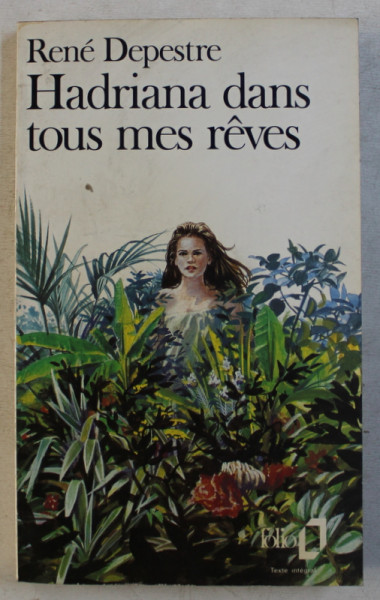 René Depestre
Hadriana dans
tous mes rêves
folio
Texte intégral